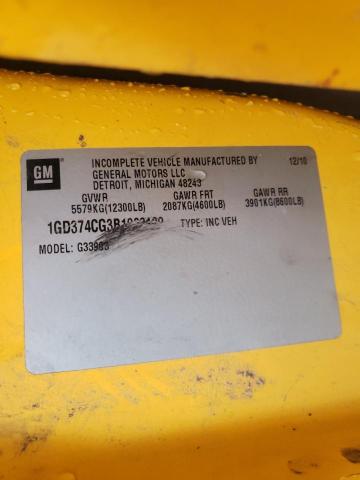 GM
INCOMPLETE VEHICLE MANUFACTURED BY 12/10
GENERAL MOTORS LLC
DETROIT, MICHIGAN 48243
GVWR GAWR FRT GAWR RR
5579KG(12300LB) 2087KG(4600LB) 3901KG(8600LB)
TYPE: INC VEH
MODEL: G33903